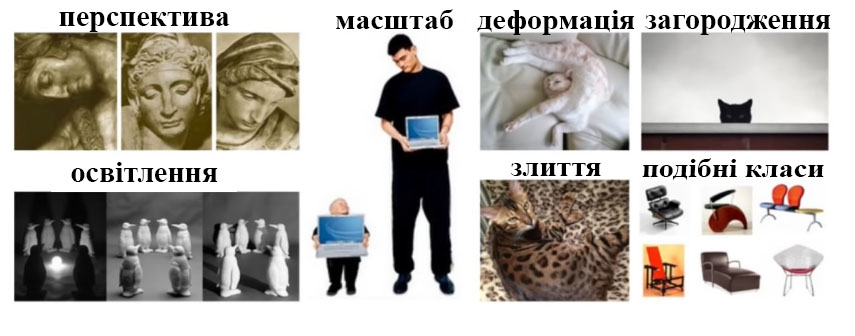 перспектива
масштаб
деформація
загородження
освітлення
злиття
подібні класи